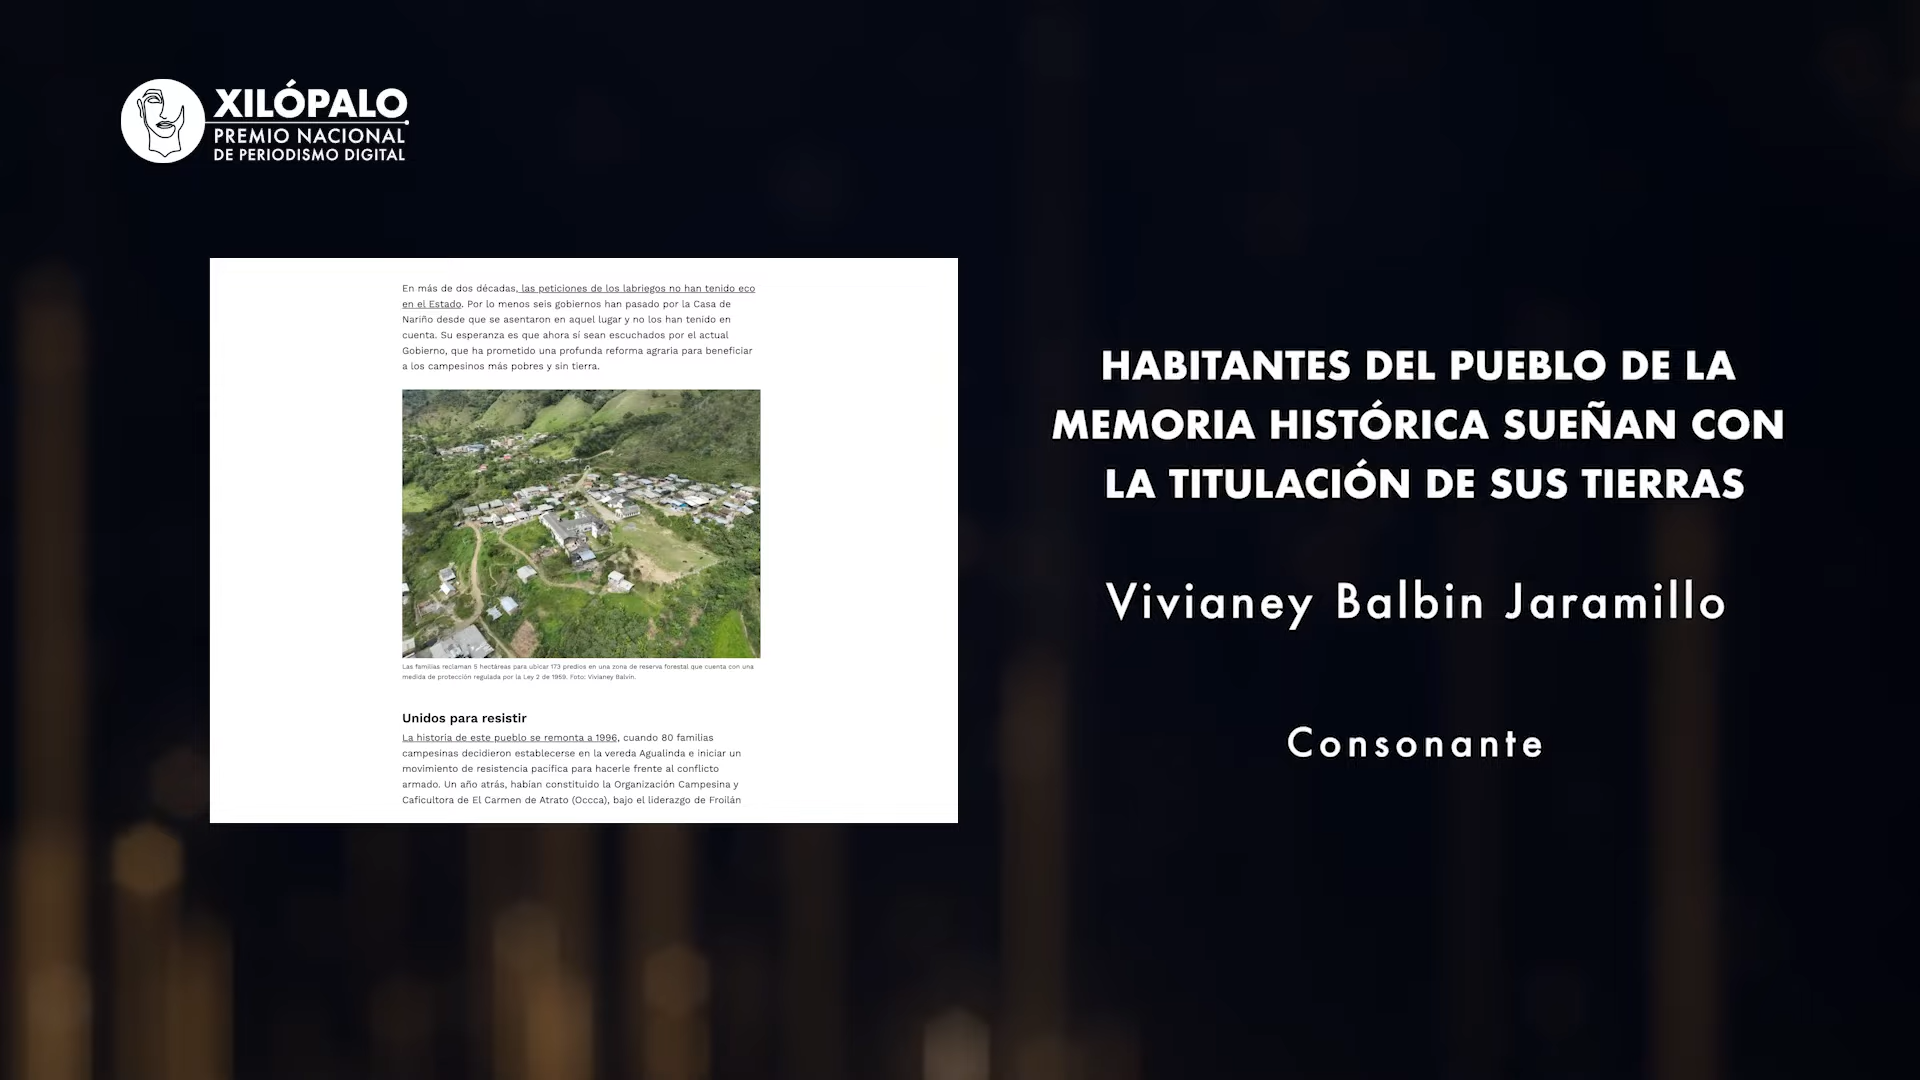 XILÓPALO
PREMIO NACIONAL
DE PERIODISMO DIGITAL
En más de dos décadas, las peticiones de los labriegos no han tenido eco
en el Estado. Por lo menos seis gobiernos han pasado por la Casa de
Nariño desde que se asentaron en aquel lugar y no los han tenido en
cuenta. Su esperanza es que ahora sí sean escuchados por el actual
Gobierno, que ha prometido una profunda reforma agraria para beneficiar
a los campesinos más pobres y sin tierra.
Las familias reclaman 5 hectáreas para ubicar 173 predios en una zona de reserva forestal que cuenta con una
medida de protección regulada por la Ley 2 de 1959. Foto: Vivianey Balvin.
Unidos para resistir
La historia de este pueblo se remonta a 1996, cuando 80 familias
campesinas decidieron establecerse en la vereda Agualinda e iniciar un
movimiento de resistencia pacífica para hacerle frente al conflicto
armado. Un año atrás, habían constituido la Organización Campesina y
Caficultora de El Carmen de Atrato (Occca), bajo el liderazgo de Froilán
HABITANTES DEL PUEBLO DE LA
MEMORIA HISTÓRICA SUEÑAN CON
LA TITULACIÓN DE SUS TIERRAS
Vivianey Balbin Jaramillo
Consonante